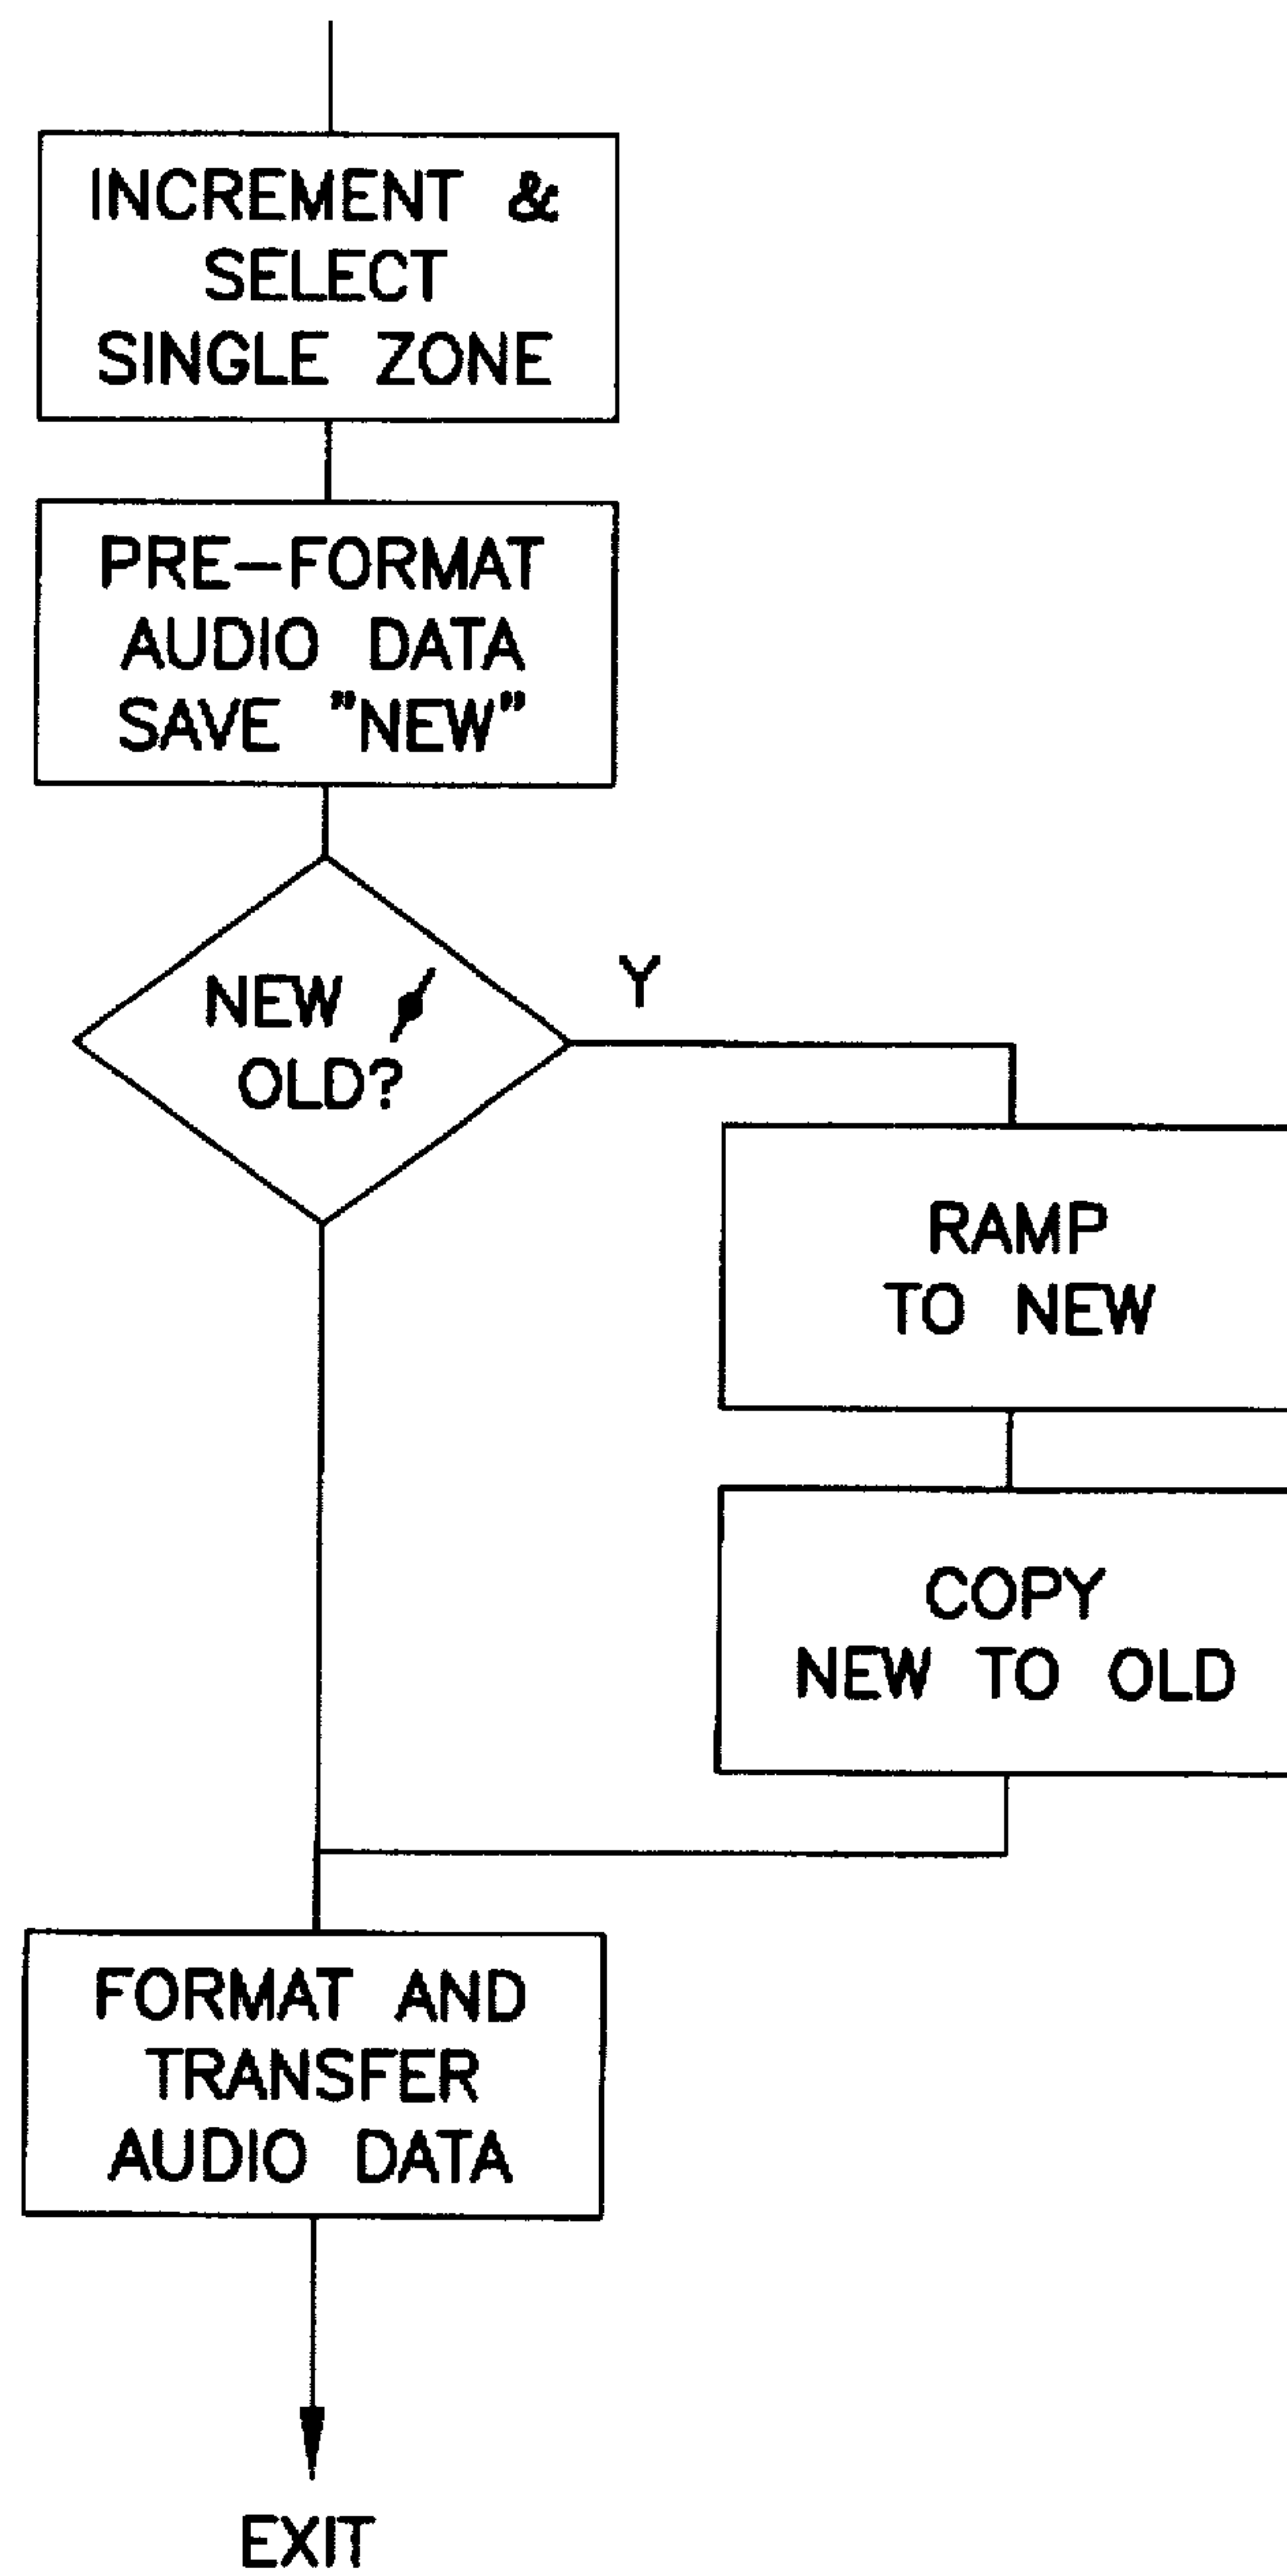 INCREMENT &
SELECT
SINGLE ZONE
PRE-FORMAT
AUDIO DATA
SAVE "NEW"
NEW ≠
OLD?
Y
RAMP
TO NEW
COPY
NEW TO OLD
FORMAT AND
TRANSFER
AUDIO DATA
EXIT